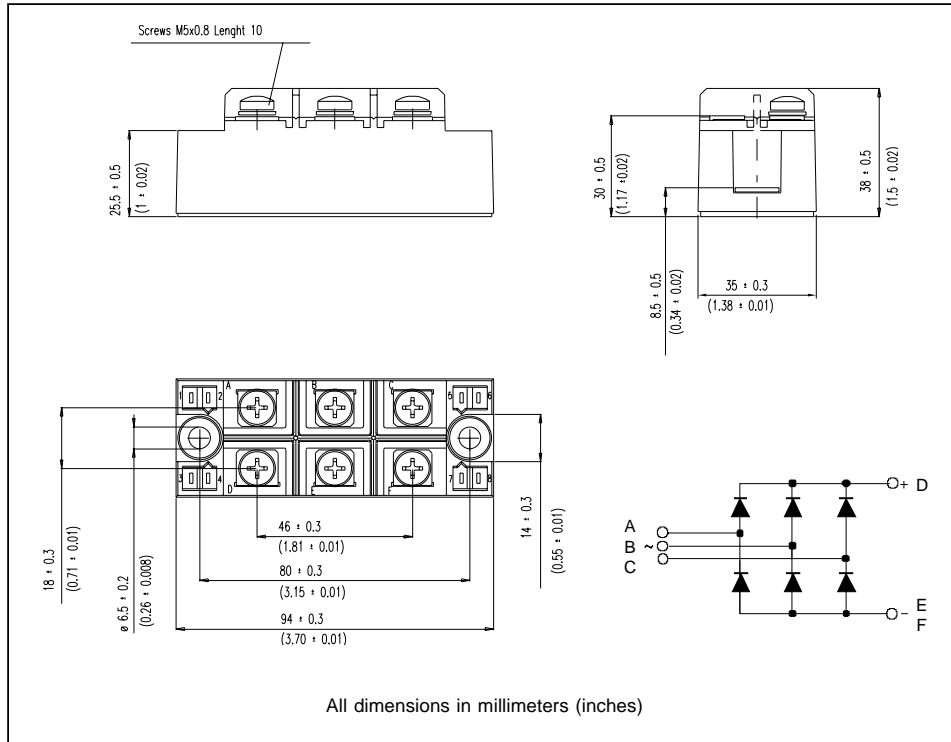 Screws M5x0.8 Lenght 10
25.5 ± 0.5
(1 ± 0.02)
30 ± 0.5
(1.17 ±0.02)
38 ± 0.5
(1.5 ± 0.02)
8.5 ± 0.5
(0.34 ± 0.02)
35 ± 0.3
(1.38 ± 0.01)
1 2 A B C 5 6
3 4 D E F 7 8
18 ± 0.3
(0.71 ± 0.01)
ø 6.5 ± 0.2
(0.26 ± 0.008)
46 ± 0.3
(1.81 ± 0.01)
80 ± 0.3
(3.15 ± 0.01)
94 ± 0.3
(3.70 ± 0.01)
14 ± 0.3
(0.55 ± 0.01)
+ D
A
B ~
C
- E
F
All dimensions in millimeters (inches)